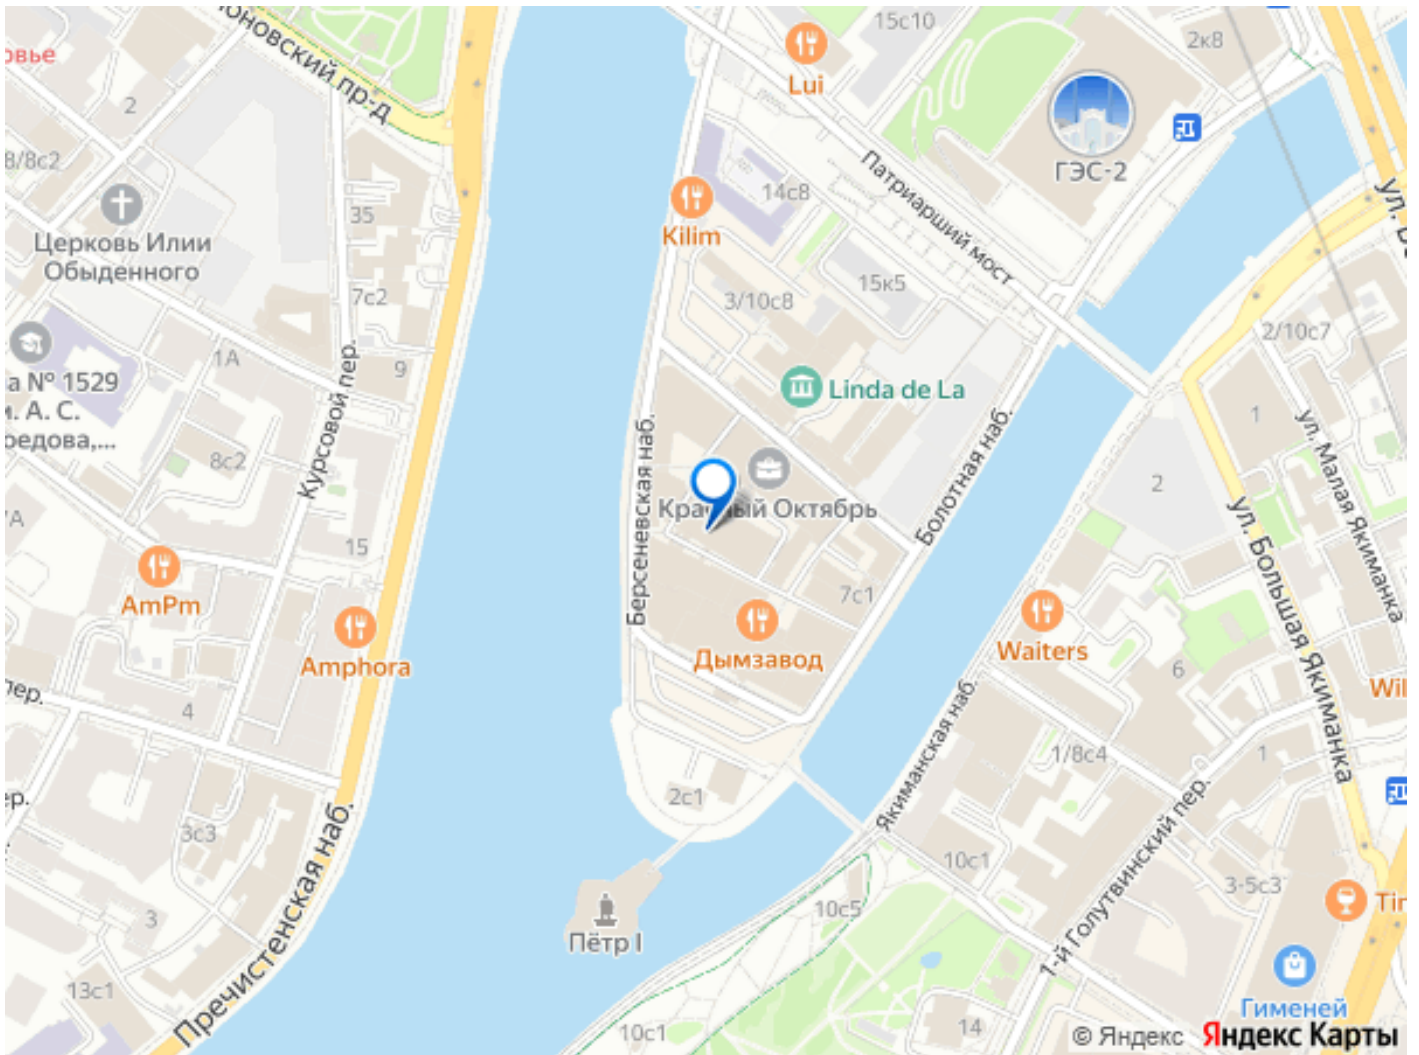 15с10
2к8
Lui
2
35
8/8с2
Церковь Илии
Обыденного
Kilim
14с8
Патриарший мост
ГЭС-2
7с2
3/10с8
15к5
2/10с7
1А
9
а № 1529
Курсовой пер.
8с2
Linda de La
Берсеневская наб.
Болотная наб.
1
ул. Малая Якиманка
2
Красный Октябрь
ул. Большая Якиманка
15
AmPm
Amphora
7с1
Дымзавод
Waiters
6
пер.
4
2с1
Якиманская наб.
1/8с4
1
3с3
Пречистенская наб.
3
Пётр I
10с1
10с5
1-й Голутвинский пер.
3-5с3
13с1
10с1
14
Гименей
© Яндекс Яндекс Карты